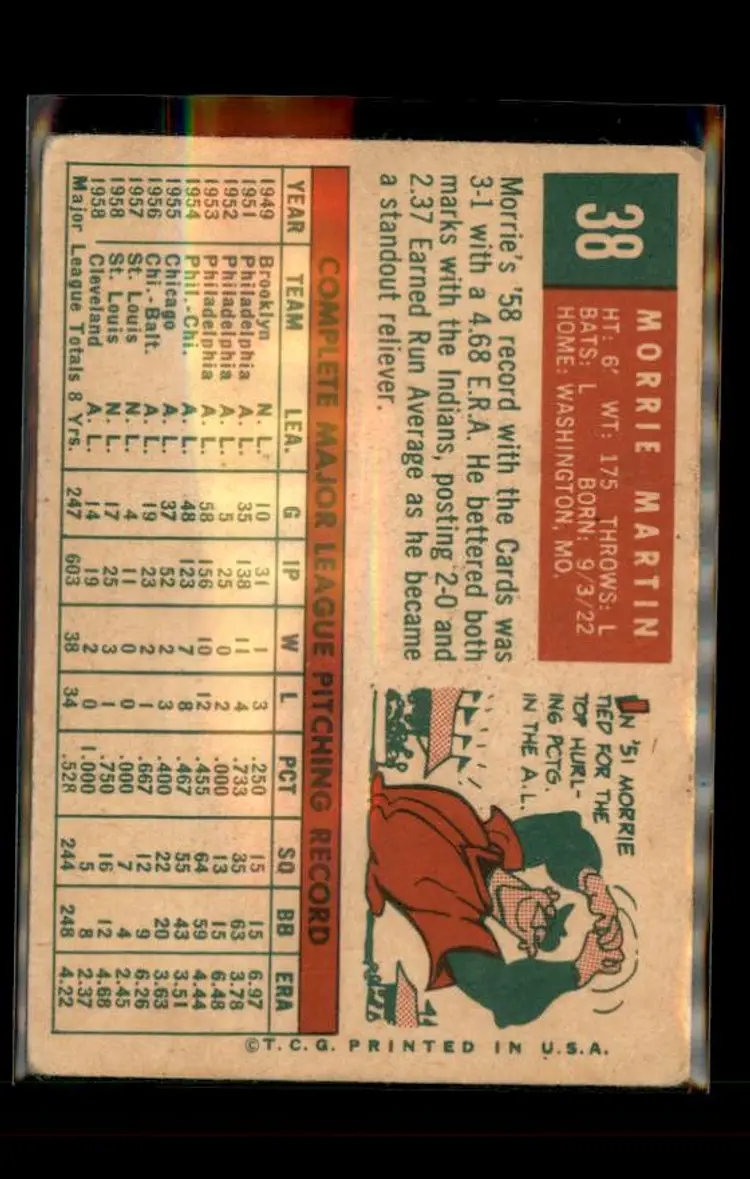 38
MORRIE MARTIN
HT: 6' WT: 175 THROWS: L
BATS: L BORN: 9/3/22
HOME: WASHINGTON, MO.
Morrie's '58 record with the Cards was
3-1 with a 4.68 E.R.A. He bettered both
marks with the Indians, posting 2-0 and
2.37 Earned Run Average as he became
a standout reliever.
IN '51 MORRIE
TIED FOR THE
TOP HURL-
ING PCTG.
IN THE A.L.
COMPLETE MAJOR LEAGUE PITCHING RECORD
YEAR TEAM LEA. G IP W L PCT SO BB ERA
1949 Brooklyn N. L. 10 31 1 3 .250 15 15 6.97
1951 Philadelphia A. L. 35 138 11 4 .733 35 63 3.78
1952 Philadelphia A. L. 5 25 0 2 .000 13 15 6.48
1953 Philadelphia A. L. 58 156 10 12 .455 64 59 4.44
1954 Phil.-Chi. A. L. 48 123 7 8 .467 55 43 3.51
1955 Chicago A. L. 37 52 2 3 .400 22 20 3.63
1956 Chi.-Balt. A. L. 19 23 2 1 .667 12 9 6.26
1957 St. Louis N. L. 4 11 0 0 .000 7 4 2.45
1958 St. Louis N. L. 17 25 3 1 .750 16 12 4.68
1958 Cleveland A. L. 14 19 2 0 1.000 5 8 2.37
Major League Totals 8 Yrs. 247 603 38 34 .528 244 248 4.22
©T.C.G. PRINTED IN U.S.A.